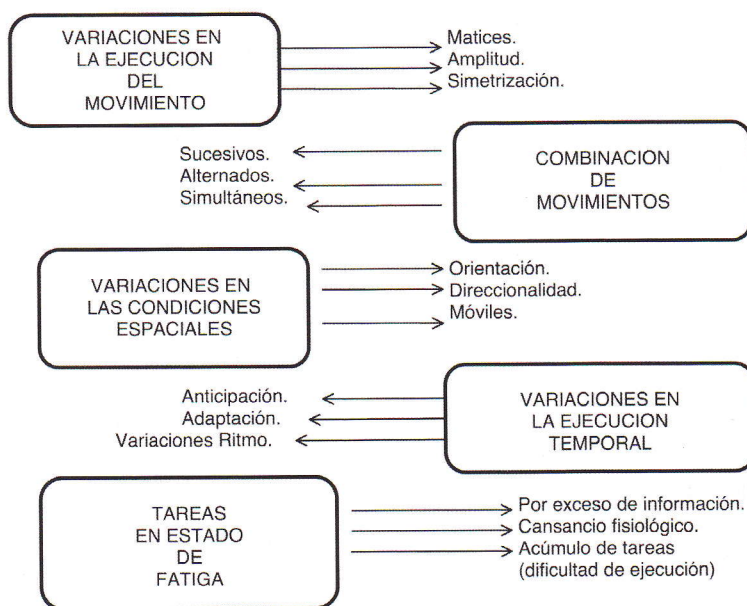 VARIACIONES EN
LA EJECUCION
DEL
MOVIMIENTO
Matices.
Amplitud.
Simetrización.
Sucesivos.
Alternados.
Simultáneos.
COMBINACION
DE
MOVIMIENTOS
VARIACIONES EN
LAS CONDICIONES
ESPACIALES
Orientación.
Direccionalidad.
Móviles.
Anticipación.
Adaptación.
Variaciones Ritmo.
VARIACIONES EN
LA EJECUCION
TEMPORAL
TAREAS
EN ESTADO
DE
FATIGA
Por exceso de información.
Cansancio fisiológico.
Acúmulo de tareas
(dificultad de ejecución)